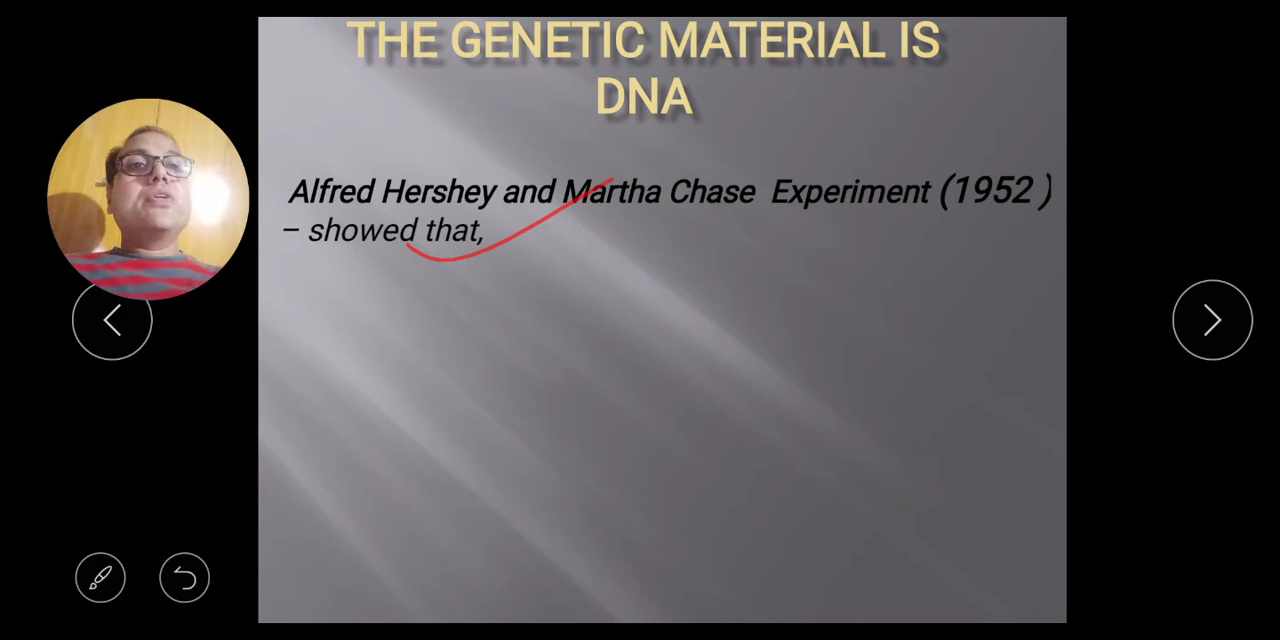 THE GENETIC MATERIAL IS
DNA
Alfred Hershey and Martha Chase Experiment (1952 )
– showed that,